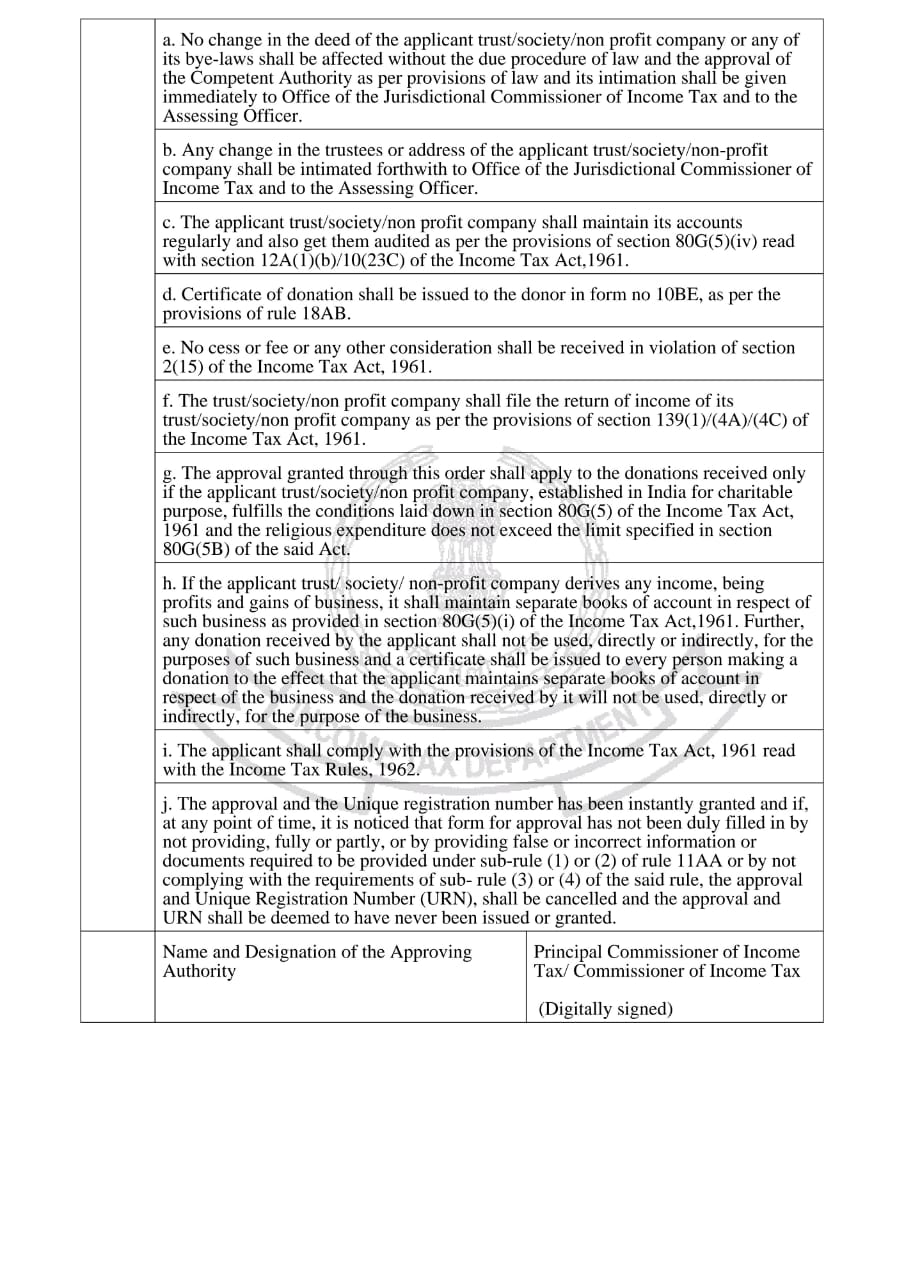 a. No change in the deed of the applicant trust/society/non profit company or any of
its bye-laws shall be affected without the due procedure of law and the approval of
the Competent Authority as per provisions of law and its intimation shall be given
immediately to Office of the Jurisdictional Commissioner of Income Tax and to the
Assessing Officer.
b. Any change in the trustees or address of the applicant trust/society/non-profit
company shall be intimated forthwith to Office of the Jurisdictional Commissioner of
Income Tax and to the Assessing Officer.
c. The applicant trust/society/non profit company shall maintain its accounts
regularly and also get them audited as per the provisions of section 80G(5)(iv) read
with section 12A(1)(b)/10(23C) of the Income Tax Act,1961.
d. Certificate of donation shall be issued to the donor in form no 10BE, as per the
provisions of rule 18AB.
e. No cess or fee or any other consideration shall be received in violation of section
2(15) of the Income Tax Act, 1961.
f. The trust/society/non profit company shall file the return of income of its
trust/society/non profit company as per the provisions of section 139(1)/(4A)/(4C) of
the Income Tax Act, 1961.
g. The approval granted through this order shall apply to the donations received only
if the applicant trust/society/non profit company, established in India for charitable
purpose, fulfills the conditions laid down in section 80G(5) of the Income Tax Act,
1961 and the religious expenditure does not exceed the limit specified in section
80G(5B) of the said Act.
h. If the applicant trust/ society/ non-profit company derives any income, being
profits and gains of business, it shall maintain separate books of account in respect of
such business as provided in section 80G(5)(i) of the Income Tax Act,1961. Further,
any donation received by the applicant shall not be used, directly or indirectly, for the
purposes of such business and a certificate shall be issued to every person making a
donation to the effect that the applicant maintains separate books of account in
respect of the business and the donation received by it will not be used, directly or
indirectly, for the purpose of the business.
INCOME TAX DEPARTMENT
i. The applicant shall comply with the provisions of the Income Tax Act, 1961 read
with the Income Tax Rules, 1962.
j. The approval and the Unique registration number has been instantly granted and if,
at any point of time, it is noticed that form for approval has not been duly filled in by
not providing, fully or partly, or by providing false or incorrect information or
documents required to be provided under sub-rule (1) or (2) of rule 11AA or by not
complying with the requirements of sub- rule (3) or (4) of the said rule, the approval
and Unique Registration Number (URN), shall be cancelled and the approval and
URN shall be deemed to have never been issued or granted.
Name and Designation of the Approving
Authority
Principal Commissioner of Income
Tax/ Commissioner of Income Tax
(Digitally signed)